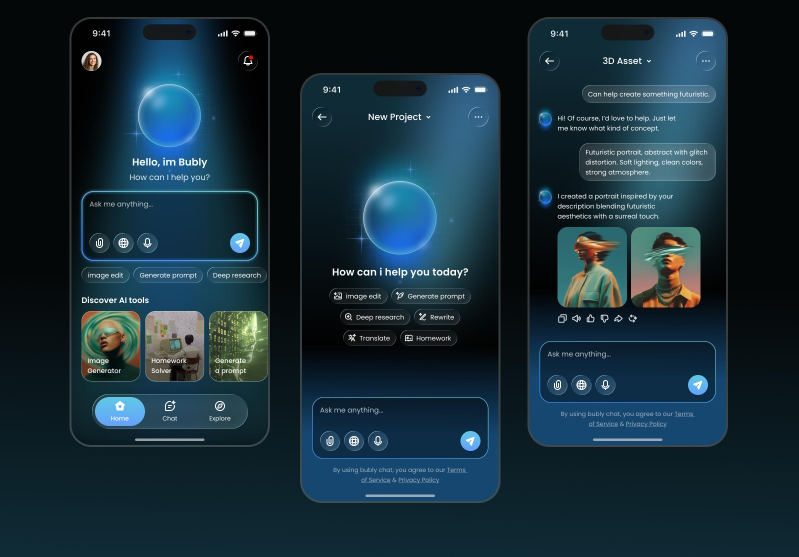 9:41
Hello, im Bubly
How can I help you?
Ask me anything...
image edit
Generate prompt
Deep research
Discover AI tools
Image
Generator
Homework
Solver
Generate
a prompt
Home
Chat
Explore
9:41
New Project
How can i help you today?
image edit
Generate prompt
Deep research
Rewrite
Translate
Homework
Ask me anything...
By using bubly chat, you agree to our Terms
of Service & Privacy Policy
9:41
3D Asset
Can help create something futuristic.
Hi! Of course, I'd love to help. Just let
me know what kind of concept.
Futuristic portrait, abstract with glitch
distortion. Soft lighting, clean colors,
strong atmosphere.
I created a portrait inspired by your
description blending futuristic
aesthetics with a surreal touch.
Ask me anything...
By using bubly chat, you agree to our Terms
of Service & Privacy Policy